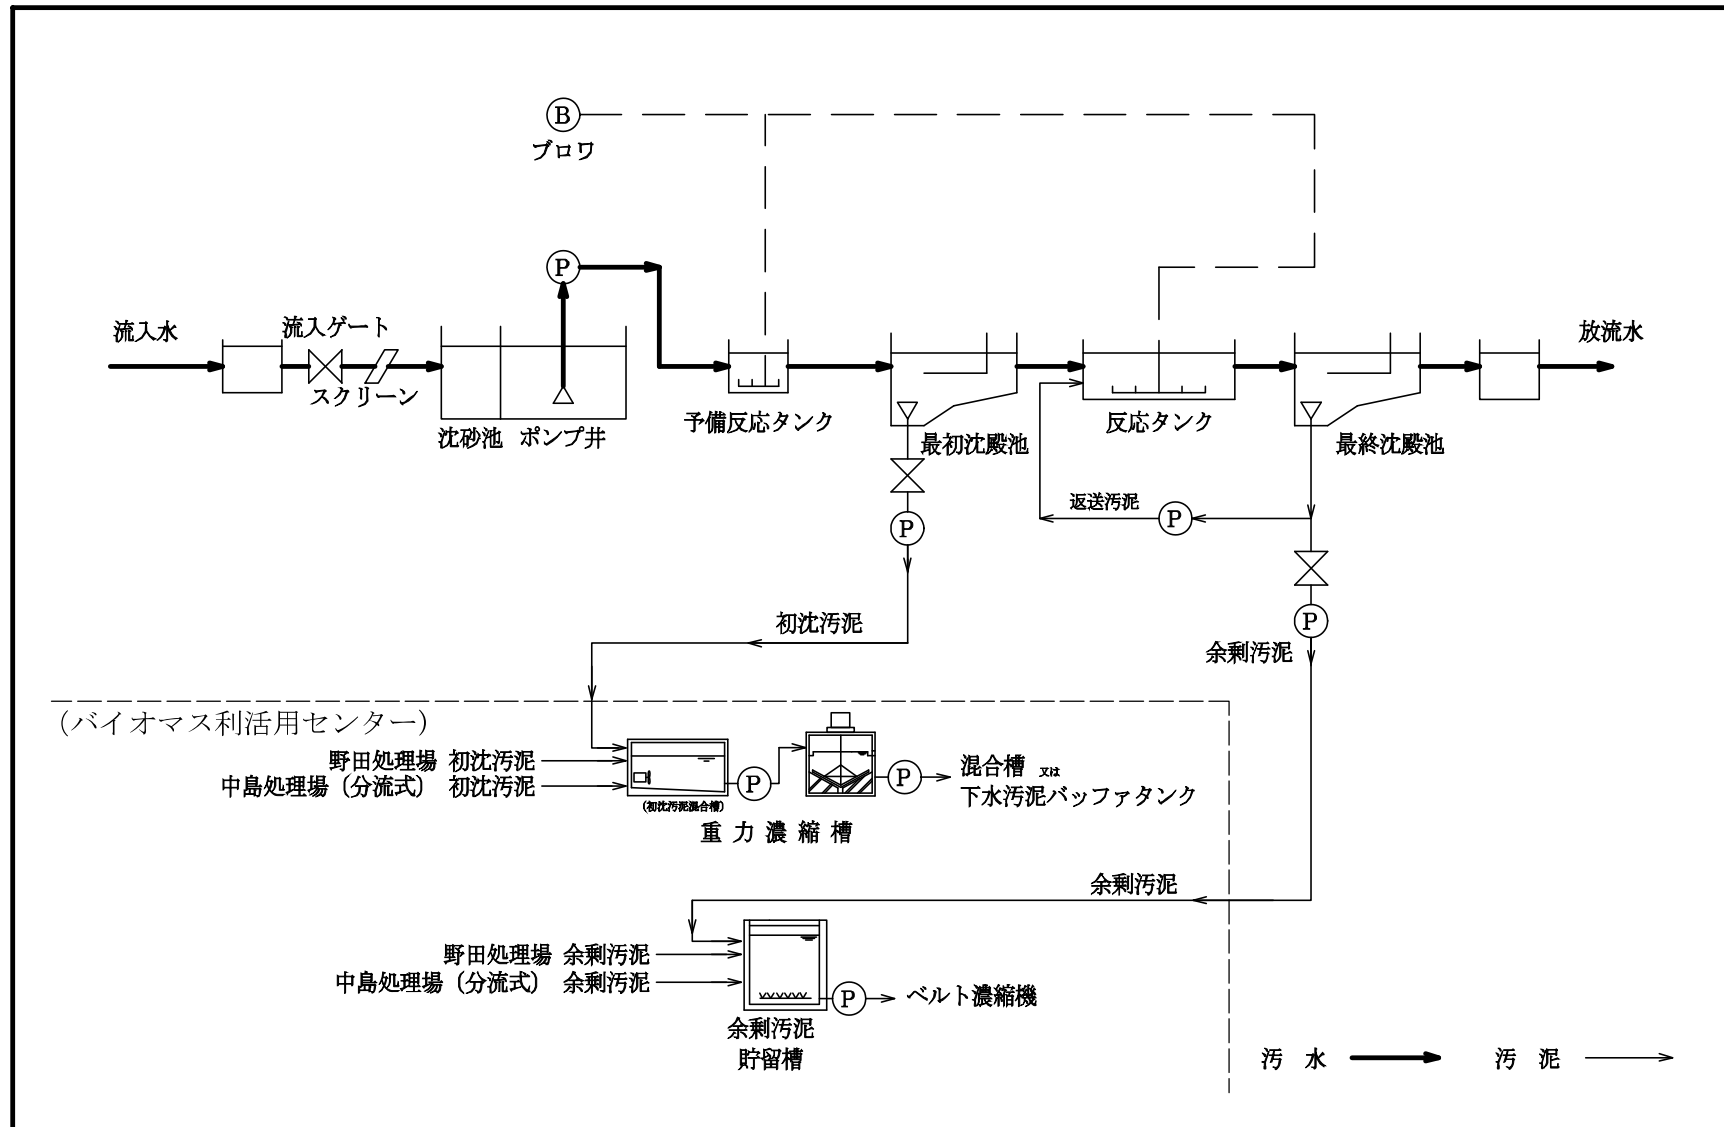 B
ブロワ
P
流入水
流入ゲート
スクリーン
沈砂池 ポンプ井
予備反応タンク
最初沈殿池
反応タンク
最終沈殿池
放流水
返送汚泥
P
P
初沈汚泥
P
余剰汚泥
(バイオマス利活用センター)
野田処理場 初沈汚泥
中島処理場(分流式) 初沈汚泥
(初沈汚泥混合槽)
P
重力濃縮槽
P
混合槽 又は
下水汚泥バッファタンク
余剰汚泥
野田処理場 余剰汚泥
中島処理場(分流式) 余剰汚泥
P
ベルト濃縮機
余剰汚泥
貯留槽
汚 水
汚 泥